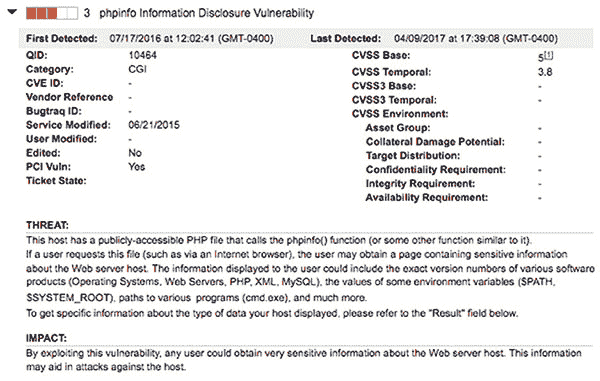 3 phpinfo Information Disclosure Vulnerability
First Detected: 07/17/2016 at 12:02:41 (GMT-0400) Last Detected: 04/09/2017 at 17:39:08 (GMT-0400)
QID: 10464 CVSS Base: 5[1]
Category: CGI CVSS Temporal: 3.8
CVE ID: - CVSS3 Base: -
Vendor Reference - CVSS3 Temporal: -
Bugtraq ID: - CVSS Environment:
Service Modified: 06/21/2015 Asset Group: -
User Modified: - Collateral Damage Potential: -
Edited: No Target Distribution: -
PCI Vuln: Yes Confidentiality Requirement: -
Ticket State: Integrity Requirement: -
Availability Requirement: -
THREAT:
This host has a publicly-accessible PHP file that calls the phpinfo() function (or some other function similar to it).
If a user requests this file (such as via an Internet browser), the user may obtain a page containing sensitive information
about the Web server host. The information displayed to the user could include the exact version numbers of various software
products (Operating Systems, Web Servers, PHP, XML, MySQL), the values of some environment variables ($PATH,
$SYSTEM_ROOT), paths to various programs (cmd.exe), and much more.
To get specific information about the type of data your host displayed, please refer to the "Result" field below.
IMPACT:
By exploiting this vulnerability, any user could obtain very sensitive information about the Web server host. This information
may aid in attacks against the host.